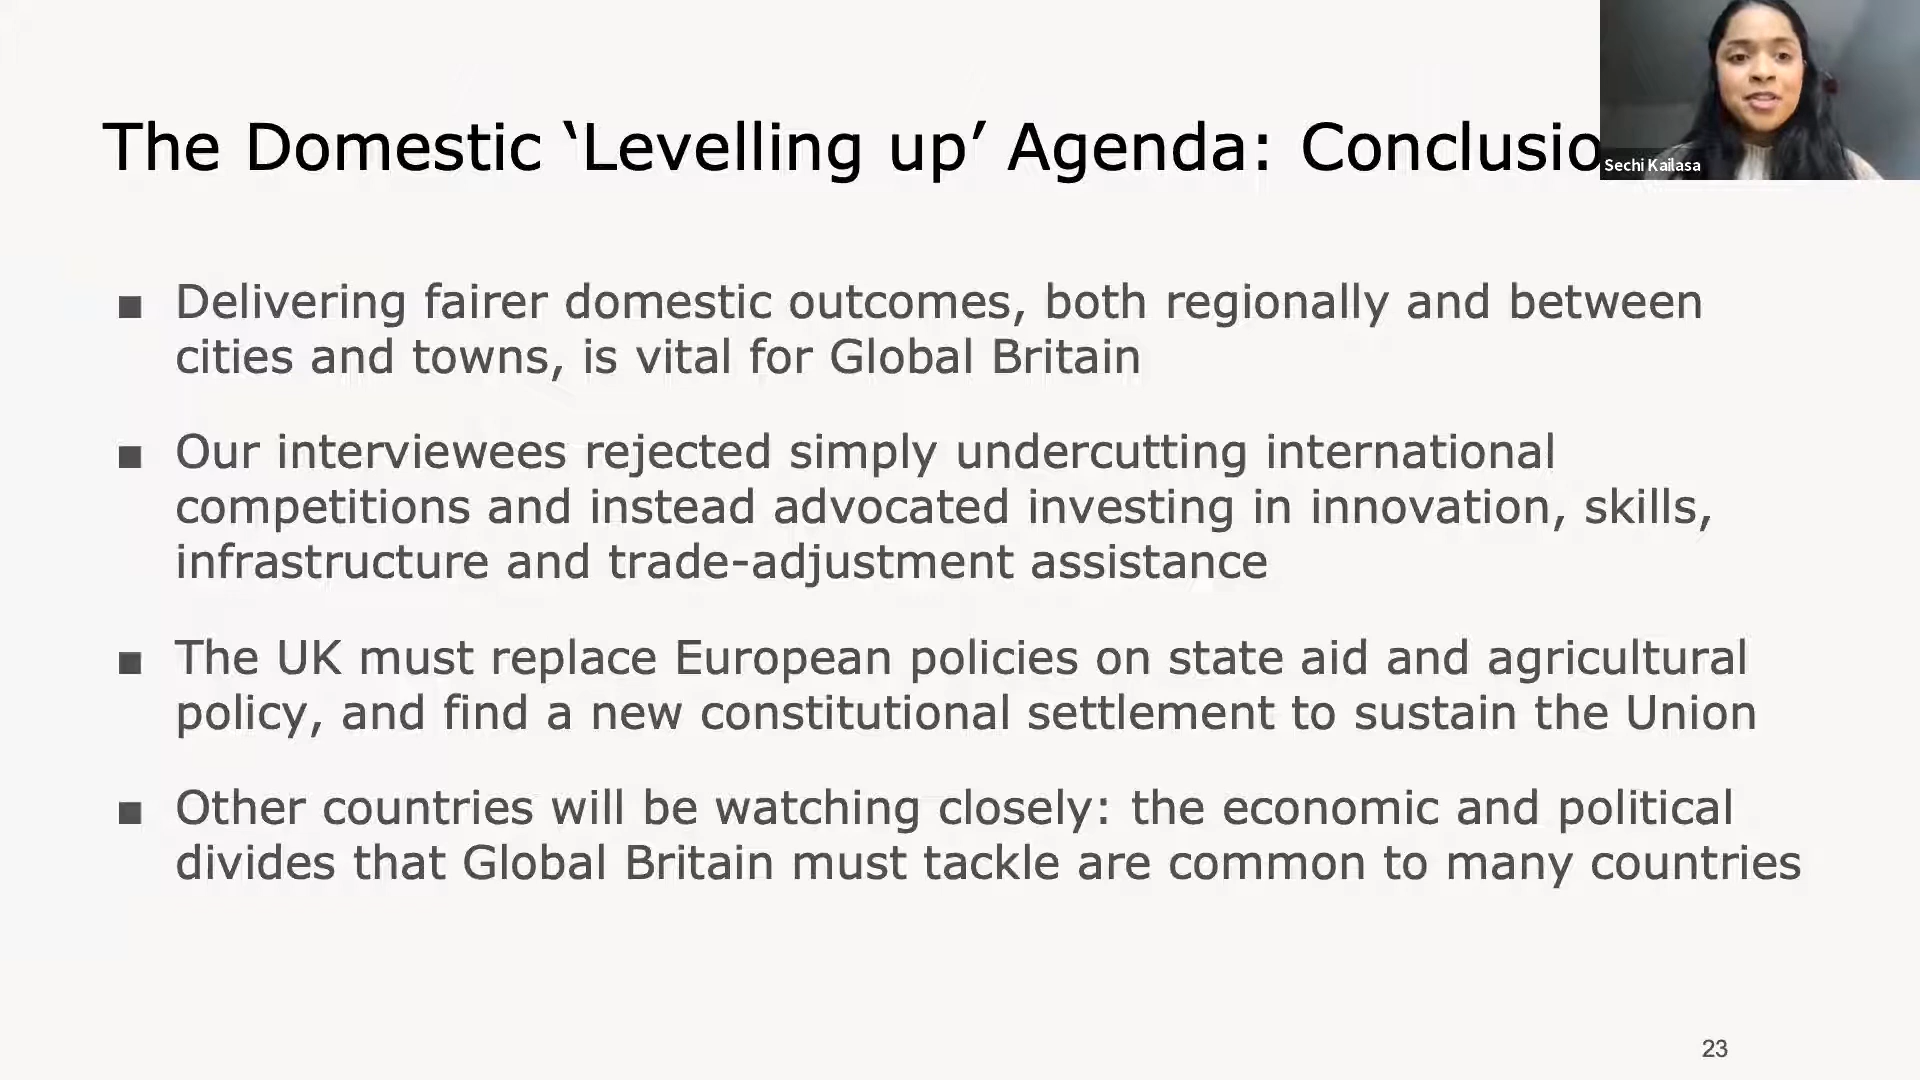 The Domestic ‘Levelling up’ Agenda: Conclusio
Sechi Kailasa
■ Delivering fairer domestic outcomes, both regionally and between
cities and towns, is vital for Global Britain
■ Our interviewees rejected simply undercutting international
competitions and instead advocated investing in innovation, skills,
infrastructure and trade-adjustment assistance
■ The UK must replace European policies on state aid and agricultural
policy, and find a new constitutional settlement to sustain the Union
■ Other countries will be watching closely: the economic and political
divides that Global Britain must tackle are common to many countries
23